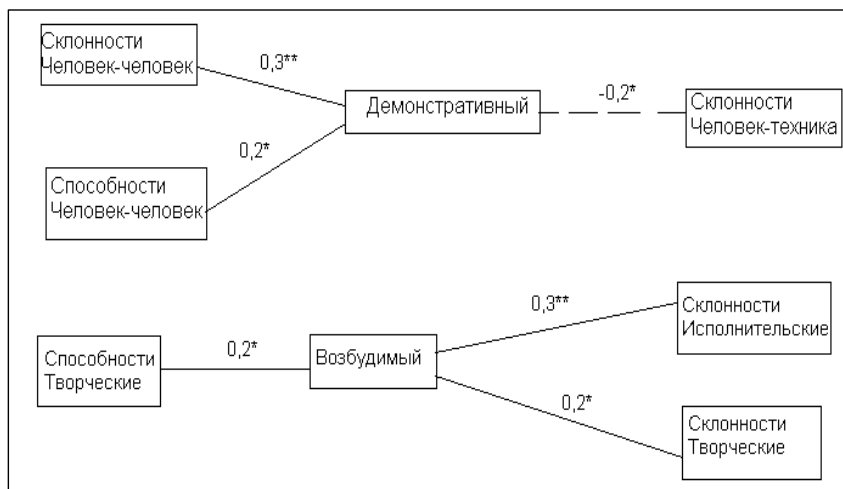 Склонности
Человек-человек
0,3**
Демонстративный
-0,2*
Склонности
Человек-техника
0,2*
Способности
Человек-человек
Способности
Творческие
0,2*
Возбудимый
0,3**
Склонности
Исполнительские
0,2*
Склонности
Творческие